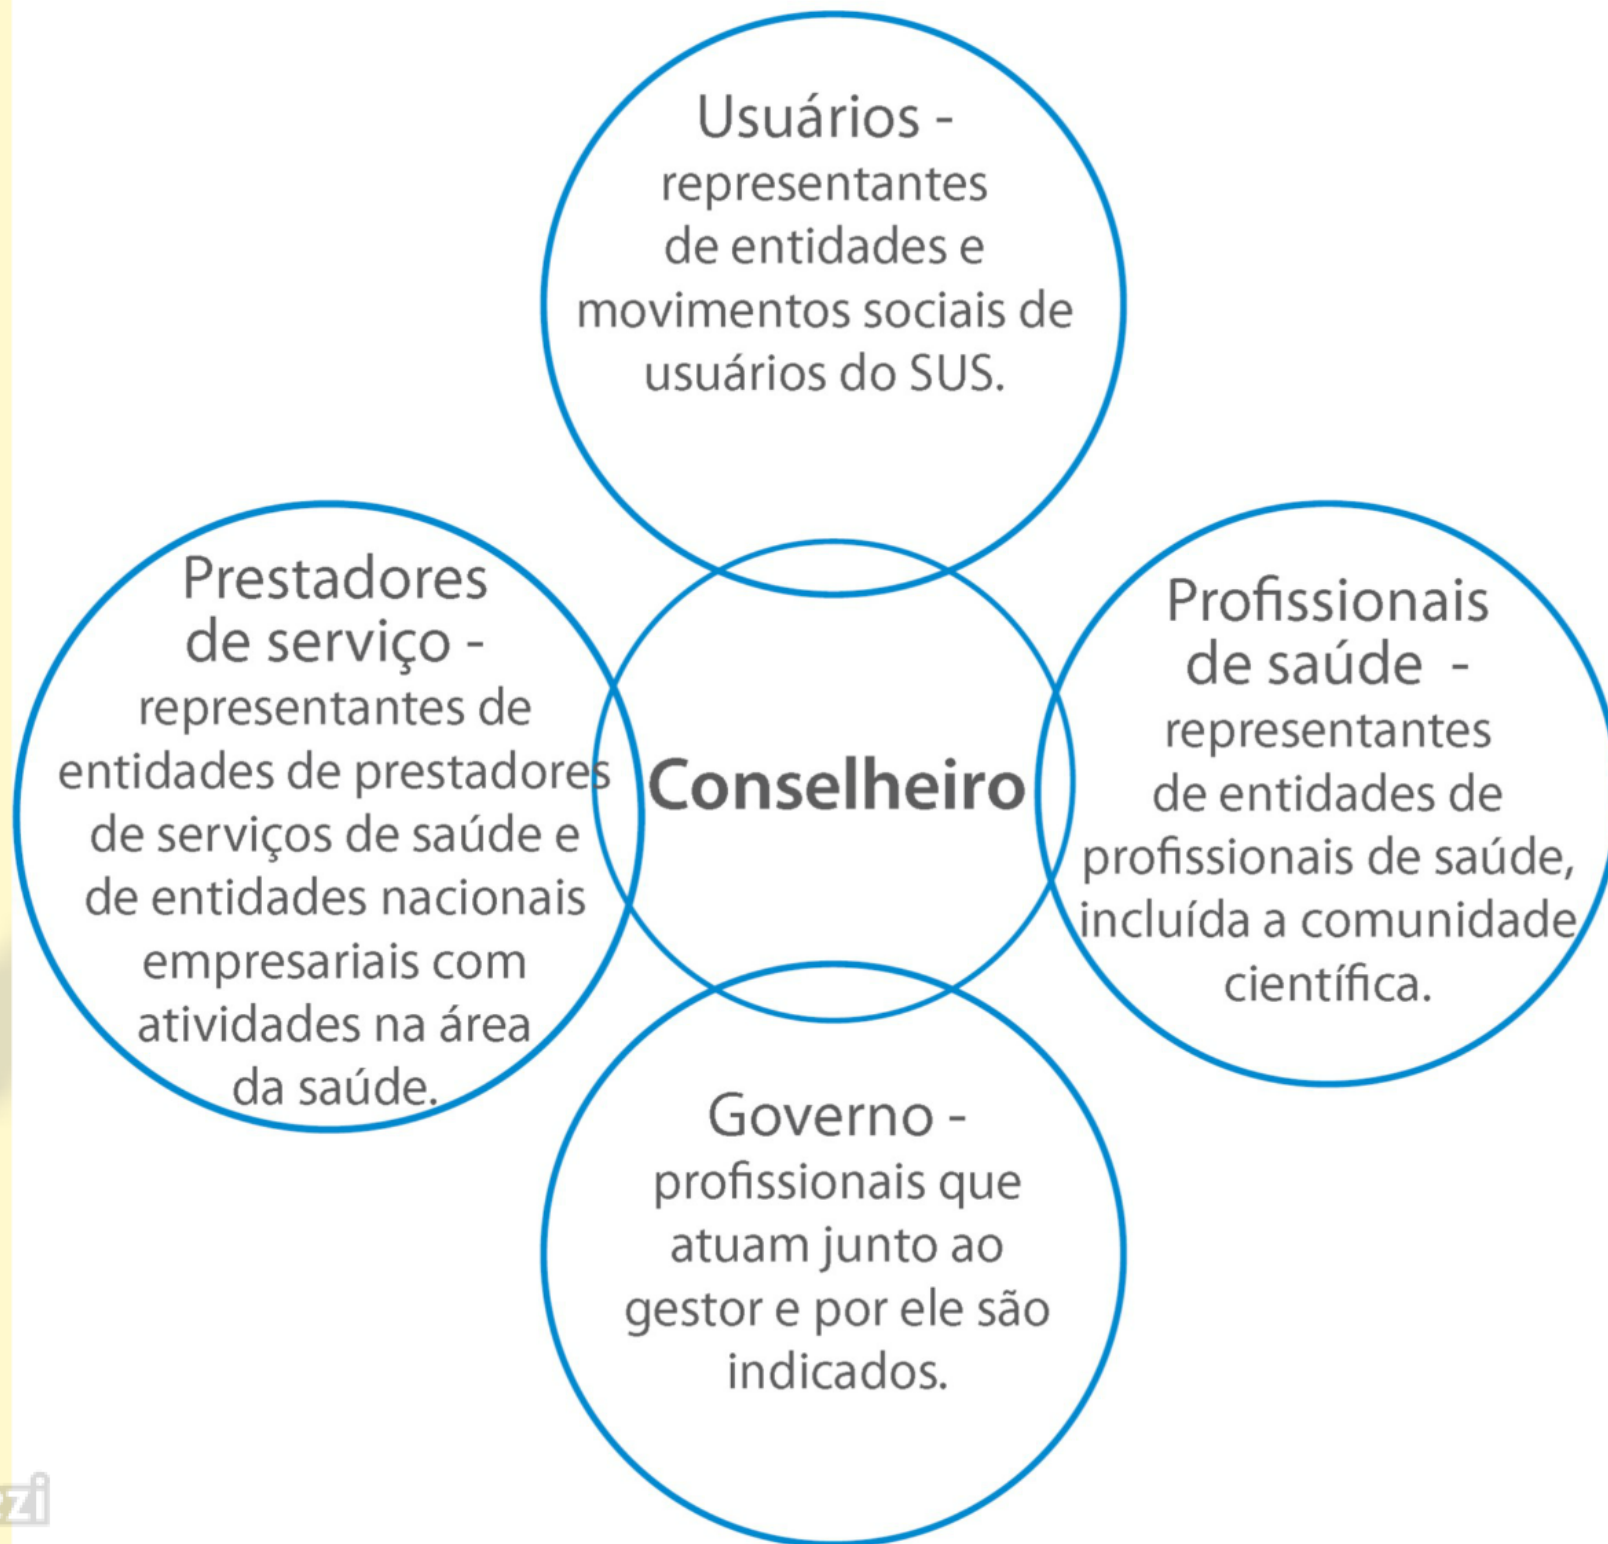 Usuários -
representantes
de entidades e
movimentos sociais de
usuários do SUS.
Prestadores
de serviço -
representantes de
entidades de prestadores
de serviços de saúde e
de entidades nacionais
empresariais com
atividades na área
da saúde.
Conselheiro
Profissionais
de saúde -
representantes
de entidades de
profissionais de saúde,
incluída a comunidade
científica.
Governo -
profissionais que
atuam junto ao
gestor e por ele são
indicados.